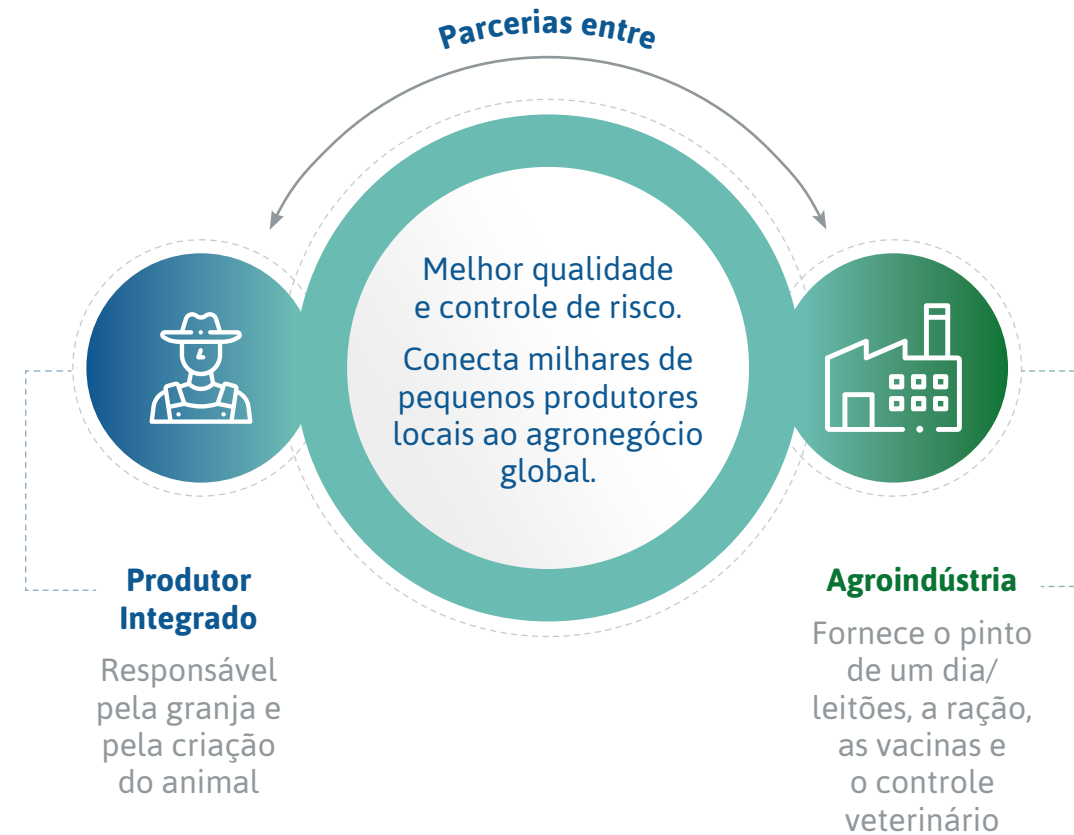 Parcerias entre
Melhor qualidade
e controle de risco.
Conecta milhares de
pequenos produtores
locais ao agronegócio
global.
Produtor
Integrado
Responsável
pela granja e
pela criação
do animal
Agroindústria
Fornece o pinto
de um dia/
leitões, a ração,
as vacinas e
o controle
veterinário